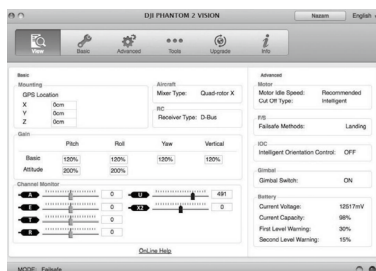 DJI PHANTOM 2 VISION
Nazem English
View Basic Advanced Tools Upgrade Info
Basic
Mounting
GPS Location
X 0cm
Y 0cm
Z 0cm
Aircraft
Mixer Type: Quad-rotor X
RC
Receiver Type: D-Bus
Gain
Pitch Roll Yaw Vertical
Basic 120% 120% 120% 120%
Attitude 200% 200%
Channel Monitor
A 0 U 491
E 0 X2 0
T 0
R 0
OnLine Help
Advanced
Motor
Motor Idle Speed: Recommended
Cut Off Type: Intelligent
F/S
Failsafe Methods: Landing
IOC
Intelligent Orientation Control: OFF
Gimbal
Gimbal Switch: ON
Battery
Current Voltage: 12517mV
Current Capacity: 98%
First Level Warning: 30%
Second Level Warning: 15%
MODE: Failsafe